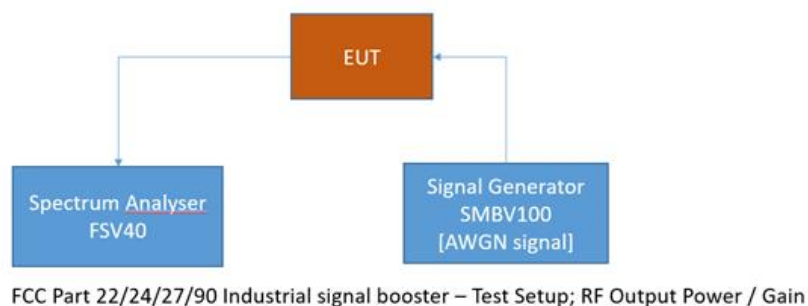 EUT
Spectrum Analyser
FSV40
Signal Generator
SMBV100
[AWGN signal]
FCC Part 22/24/27/90 Industrial signal booster – Test Setup; RF Output Power / Gain